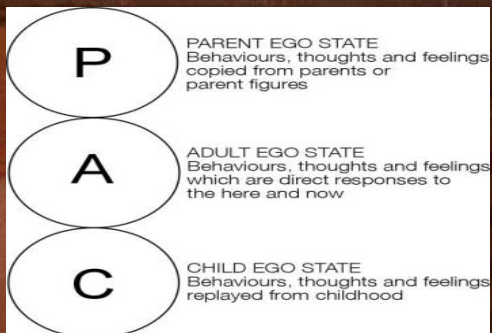 P
PARENT EGO STATE
Behaviours, thoughts and feelings
copied from parents or
parent figures
A
ADULT EGO STATE
Behaviours, thoughts and feelings
which are direct responses to
the here and now
C
CHILD EGO STATE
Behaviours, thoughts and feelings
replayed from childhood